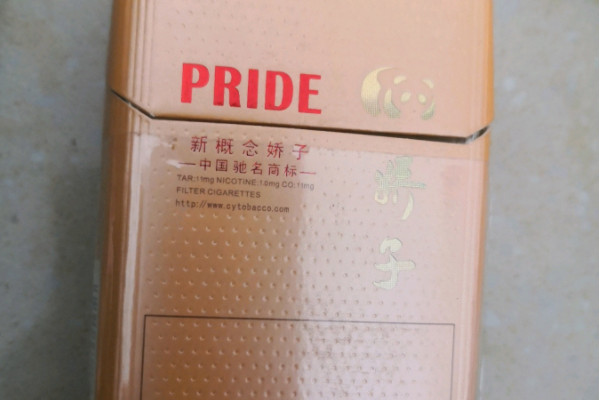 PRIDE
新概念娇子
—中国驰名商标—
TAR:11mg NICOTINE:1.0mg CO:11mg
FILTER CIGARETTES
http://www.cytobacco.com
娇子